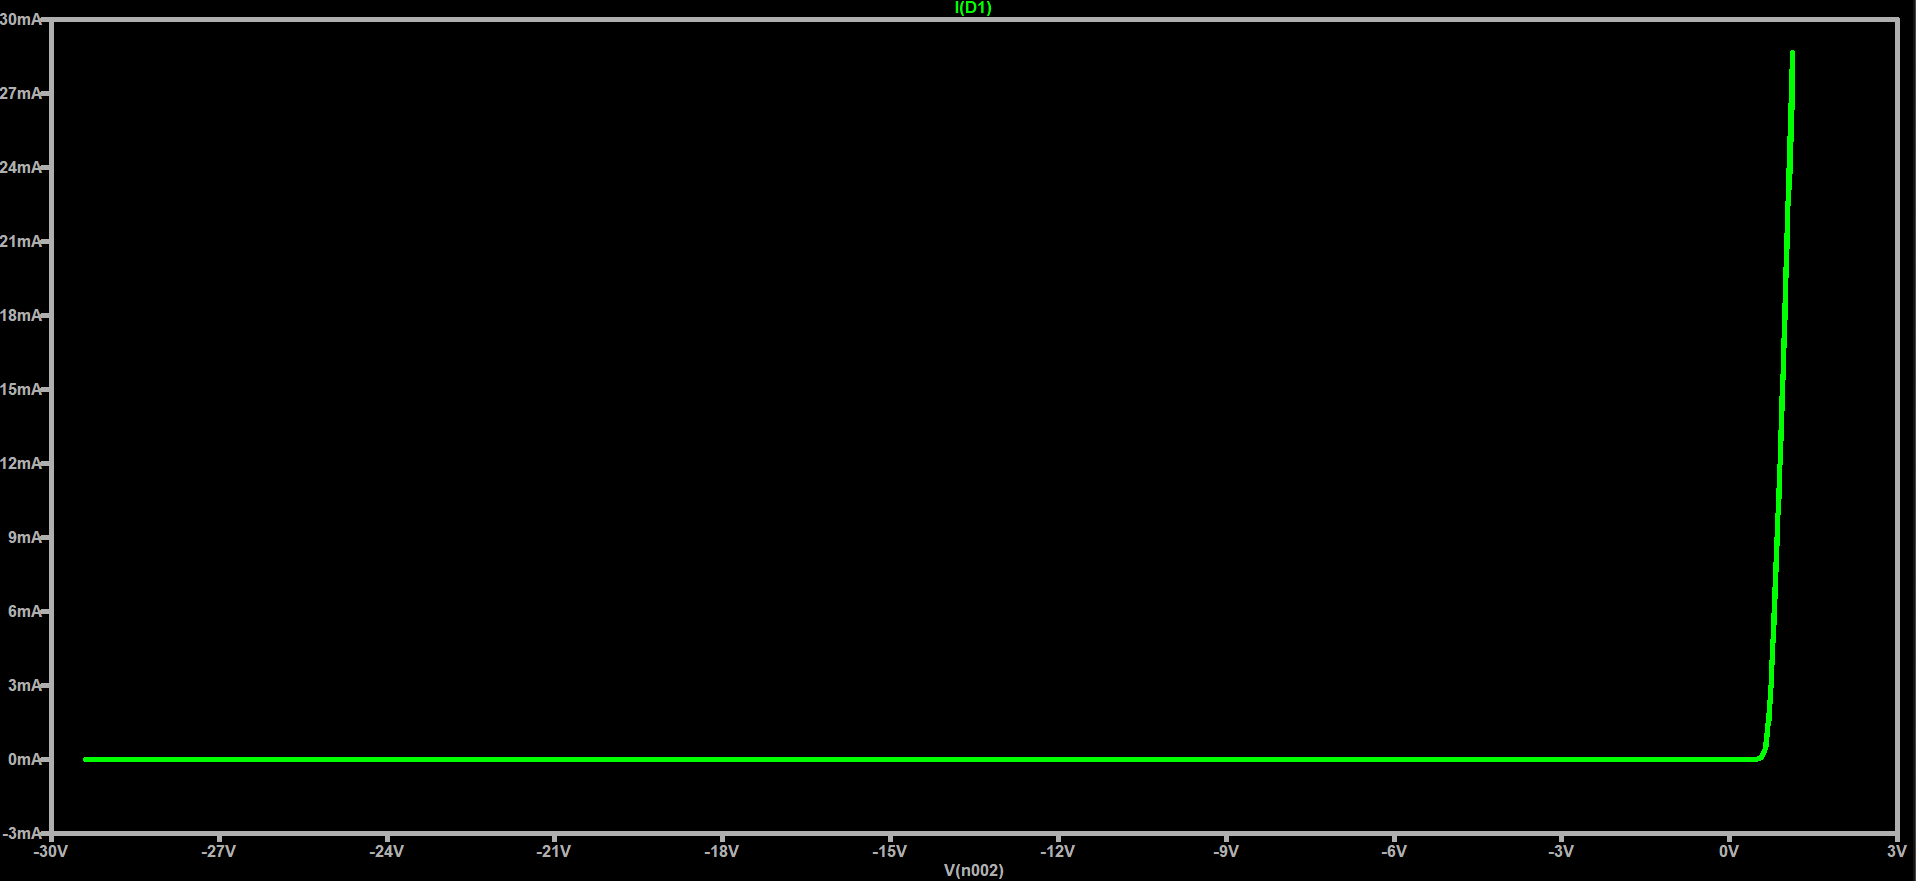 I(D1)
30mA
27mA
24mA
21mA
18mA
15mA
12mA
9mA
6mA
3mA
0mA
-3mA
-30V -27V -24V -21V -18V -15V -12V -9V -6V -3V 0V 3V
V(n002)